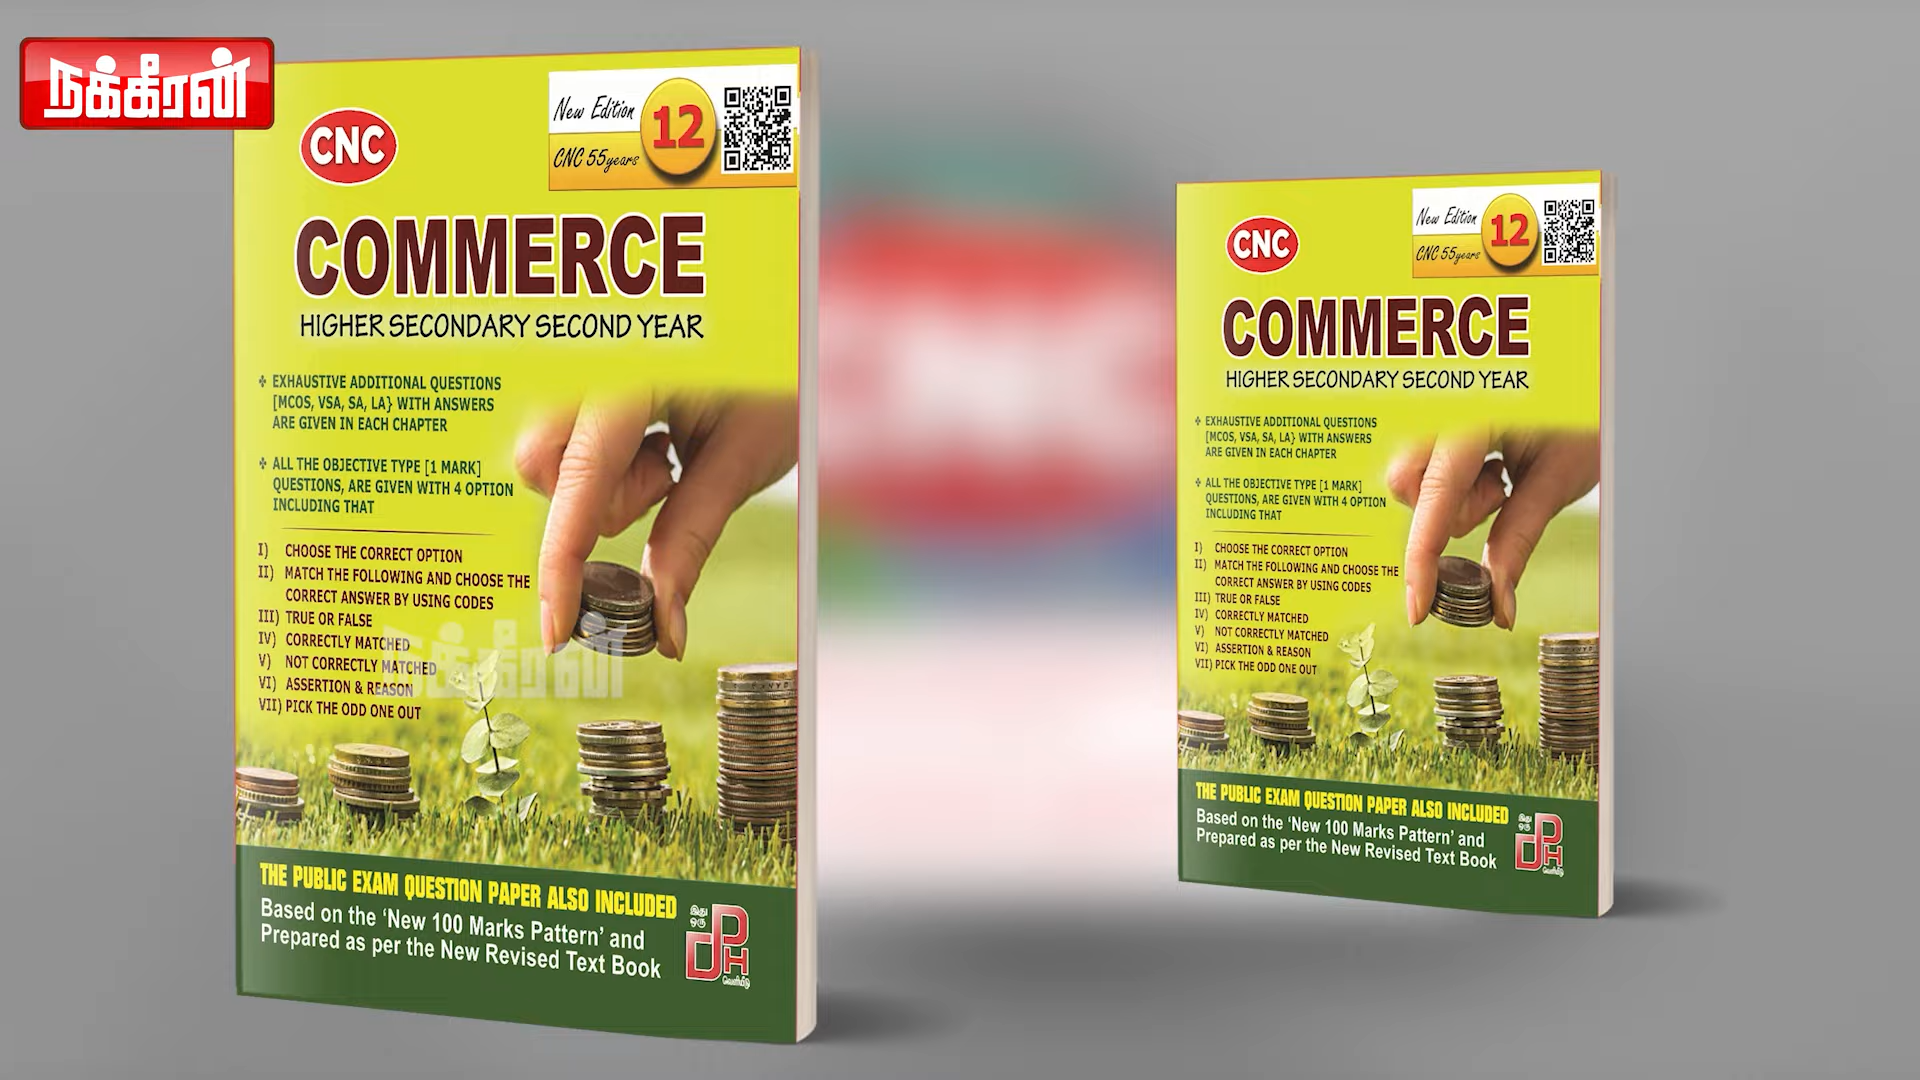 நக்கீரன்
CNC
New Edition
CNC 55years
12
COMMERCE
HIGHER SECONDARY SECOND YEAR
EXHAUSTIVE ADDITIONAL QUESTIONS
[MCOS, VSA, SA, LA} WITH ANSWERS
ARE GIVEN IN EACH CHAPTER
ALL THE OBJECTIVE TYPE [1 MARK]
QUESTIONS, ARE GIVEN WITH 4 OPTION
INCLUDING THAT
I) CHOOSE THE CORRECT OPTION
II) MATCH THE FOLLOWING AND CHOOSE THE
CORRECT ANSWER BY USING CODES
III) TRUE OR FALSE
IV) CORRECTLY MATCHED
V) NOT CORRECTLY MATCHED
VI) ASSERTION & REASON
VII) PICK THE ODD ONE OUT
நக்கீரன்
THE PUBLIC EXAM QUESTION PAPER ALSO INCLUDED
Based on the ‘New 100 Marks Pattern’ and
Prepared as per the New Revised Text Book
இது
ஒரு
DPH
வெளியீடு
CNC
New Edition
CNC 55years
12
COMMERCE
HIGHER SECONDARY SECOND YEAR
EXHAUSTIVE ADDITIONAL QUESTIONS
[MCOS, VSA, SA, LA} WITH ANSWERS
ARE GIVEN IN EACH CHAPTER
ALL THE OBJECTIVE TYPE [1 MARK]
QUESTIONS, ARE GIVEN WITH 4 OPTION
INCLUDING THAT
I) CHOOSE THE CORRECT OPTION
II) MATCH THE FOLLOWING AND CHOOSE THE
CORRECT ANSWER BY USING CODES
III) TRUE OR FALSE
IV) CORRECTLY MATCHED
V) NOT CORRECTLY MATCHED
VI) ASSERTION & REASON
VII) PICK THE ODD ONE OUT
THE PUBLIC EXAM QUESTION PAPER ALSO INCLUDED
Based on the ‘New 100 Marks Pattern’ and
Prepared as per the New Revised Text Book
இது
ஒரு
DPH
வெளியீடு